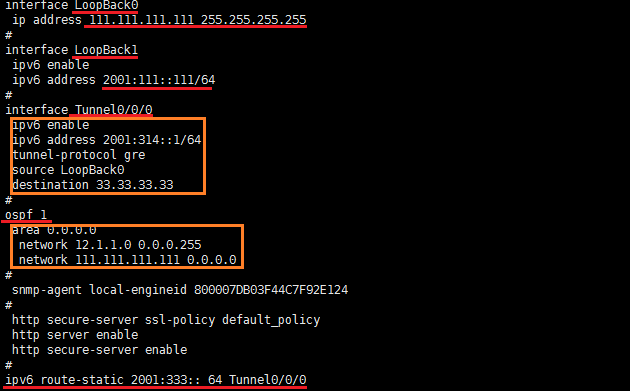 interface LoopBack0
ip address 111.111.111.111 255.255.255.255
#
interface LoopBack1
ipv6 enable
ipv6 address 2001:111::111/64
#
interface Tunnel0/0/0
ipv6 enable
ipv6 address 2001:314::1/64
tunnel-protocol gre
source LoopBack0
destination 33.33.33.33
#
ospf 1
area 0.0.0.0
network 12.1.1.0 0.0.0.255
network 111.111.111.111 0.0.0.0
#
snmp-agent local-engineid 800007DB03F44C7F92E124
#
http secure-server ssl-policy default_policy
http server enable
http secure-server enable
#
ipv6 route-static 2001:333:: 64 Tunnel0/0/0